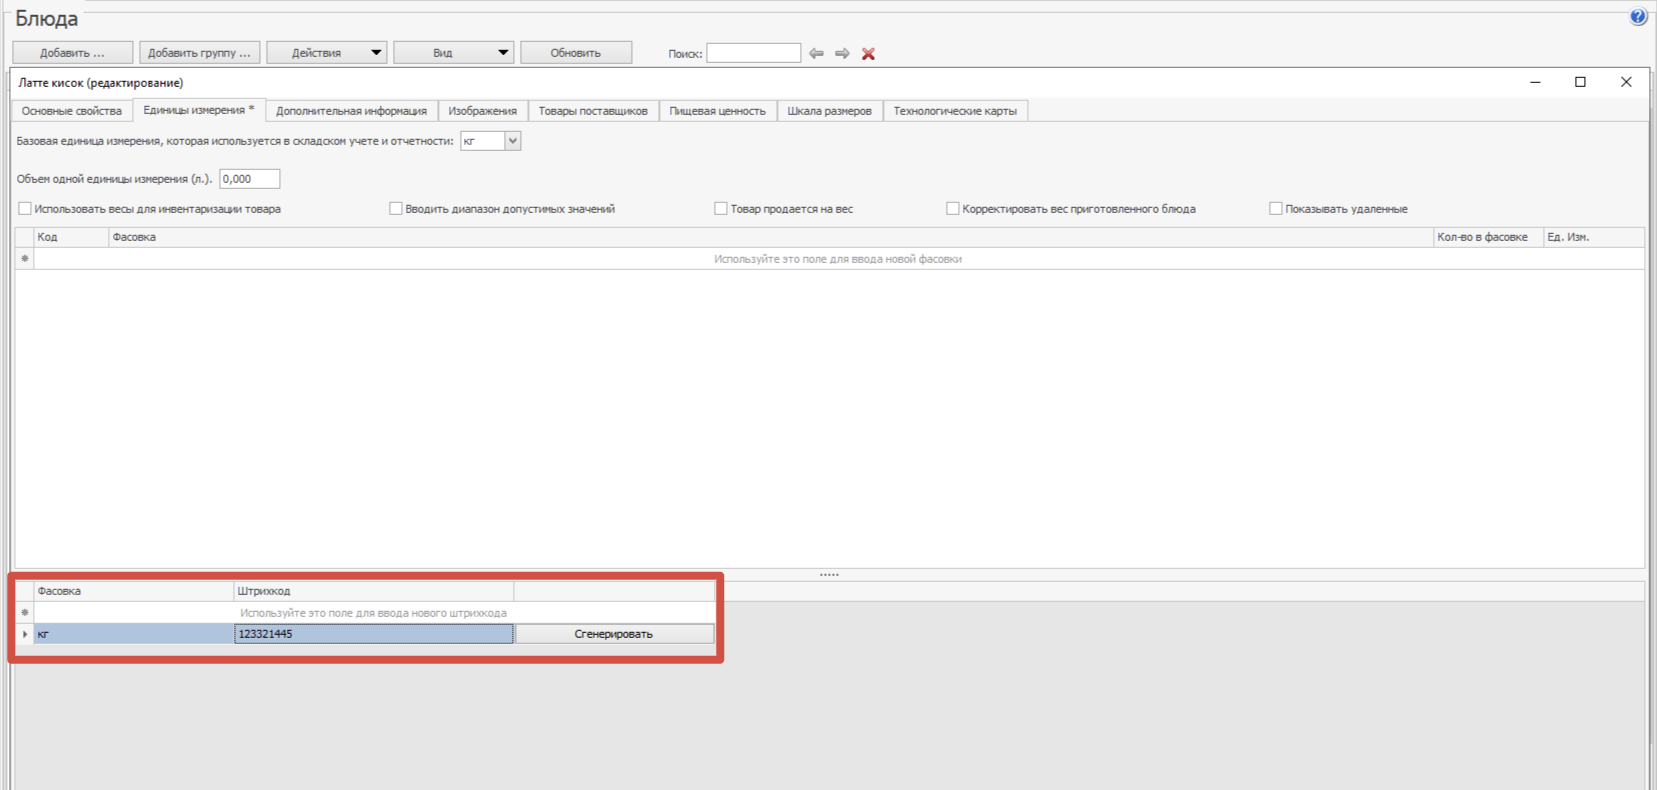 Блюда
Добавить ... Добавить группу ... Действия Вид Обновить Поиск:
Латте кисок (редактирование)
Основные свойства Единицы измерения * Дополнительная информация Изображения Товары поставщиков Пищевая ценность Шкала размеров Технологические карты
Базовая единица измерения, которая используется в складском учете и отчетности: кг
Объем одной единицы измерения (л.). 0,000
Использовать весы для инвентаризации товара Вводить диапазон допустимых значений Товар продается на вес Корректировать вес приготовленного блюда Показывать удаленные
Код Фасовка Кол-во в фасовке Ед. Изм.
Используйте это поле для ввода новой фасовки
Фасовка Штрихкод
Используйте это поле для ввода нового штрихкода
кг 123321445 Сгенерировать